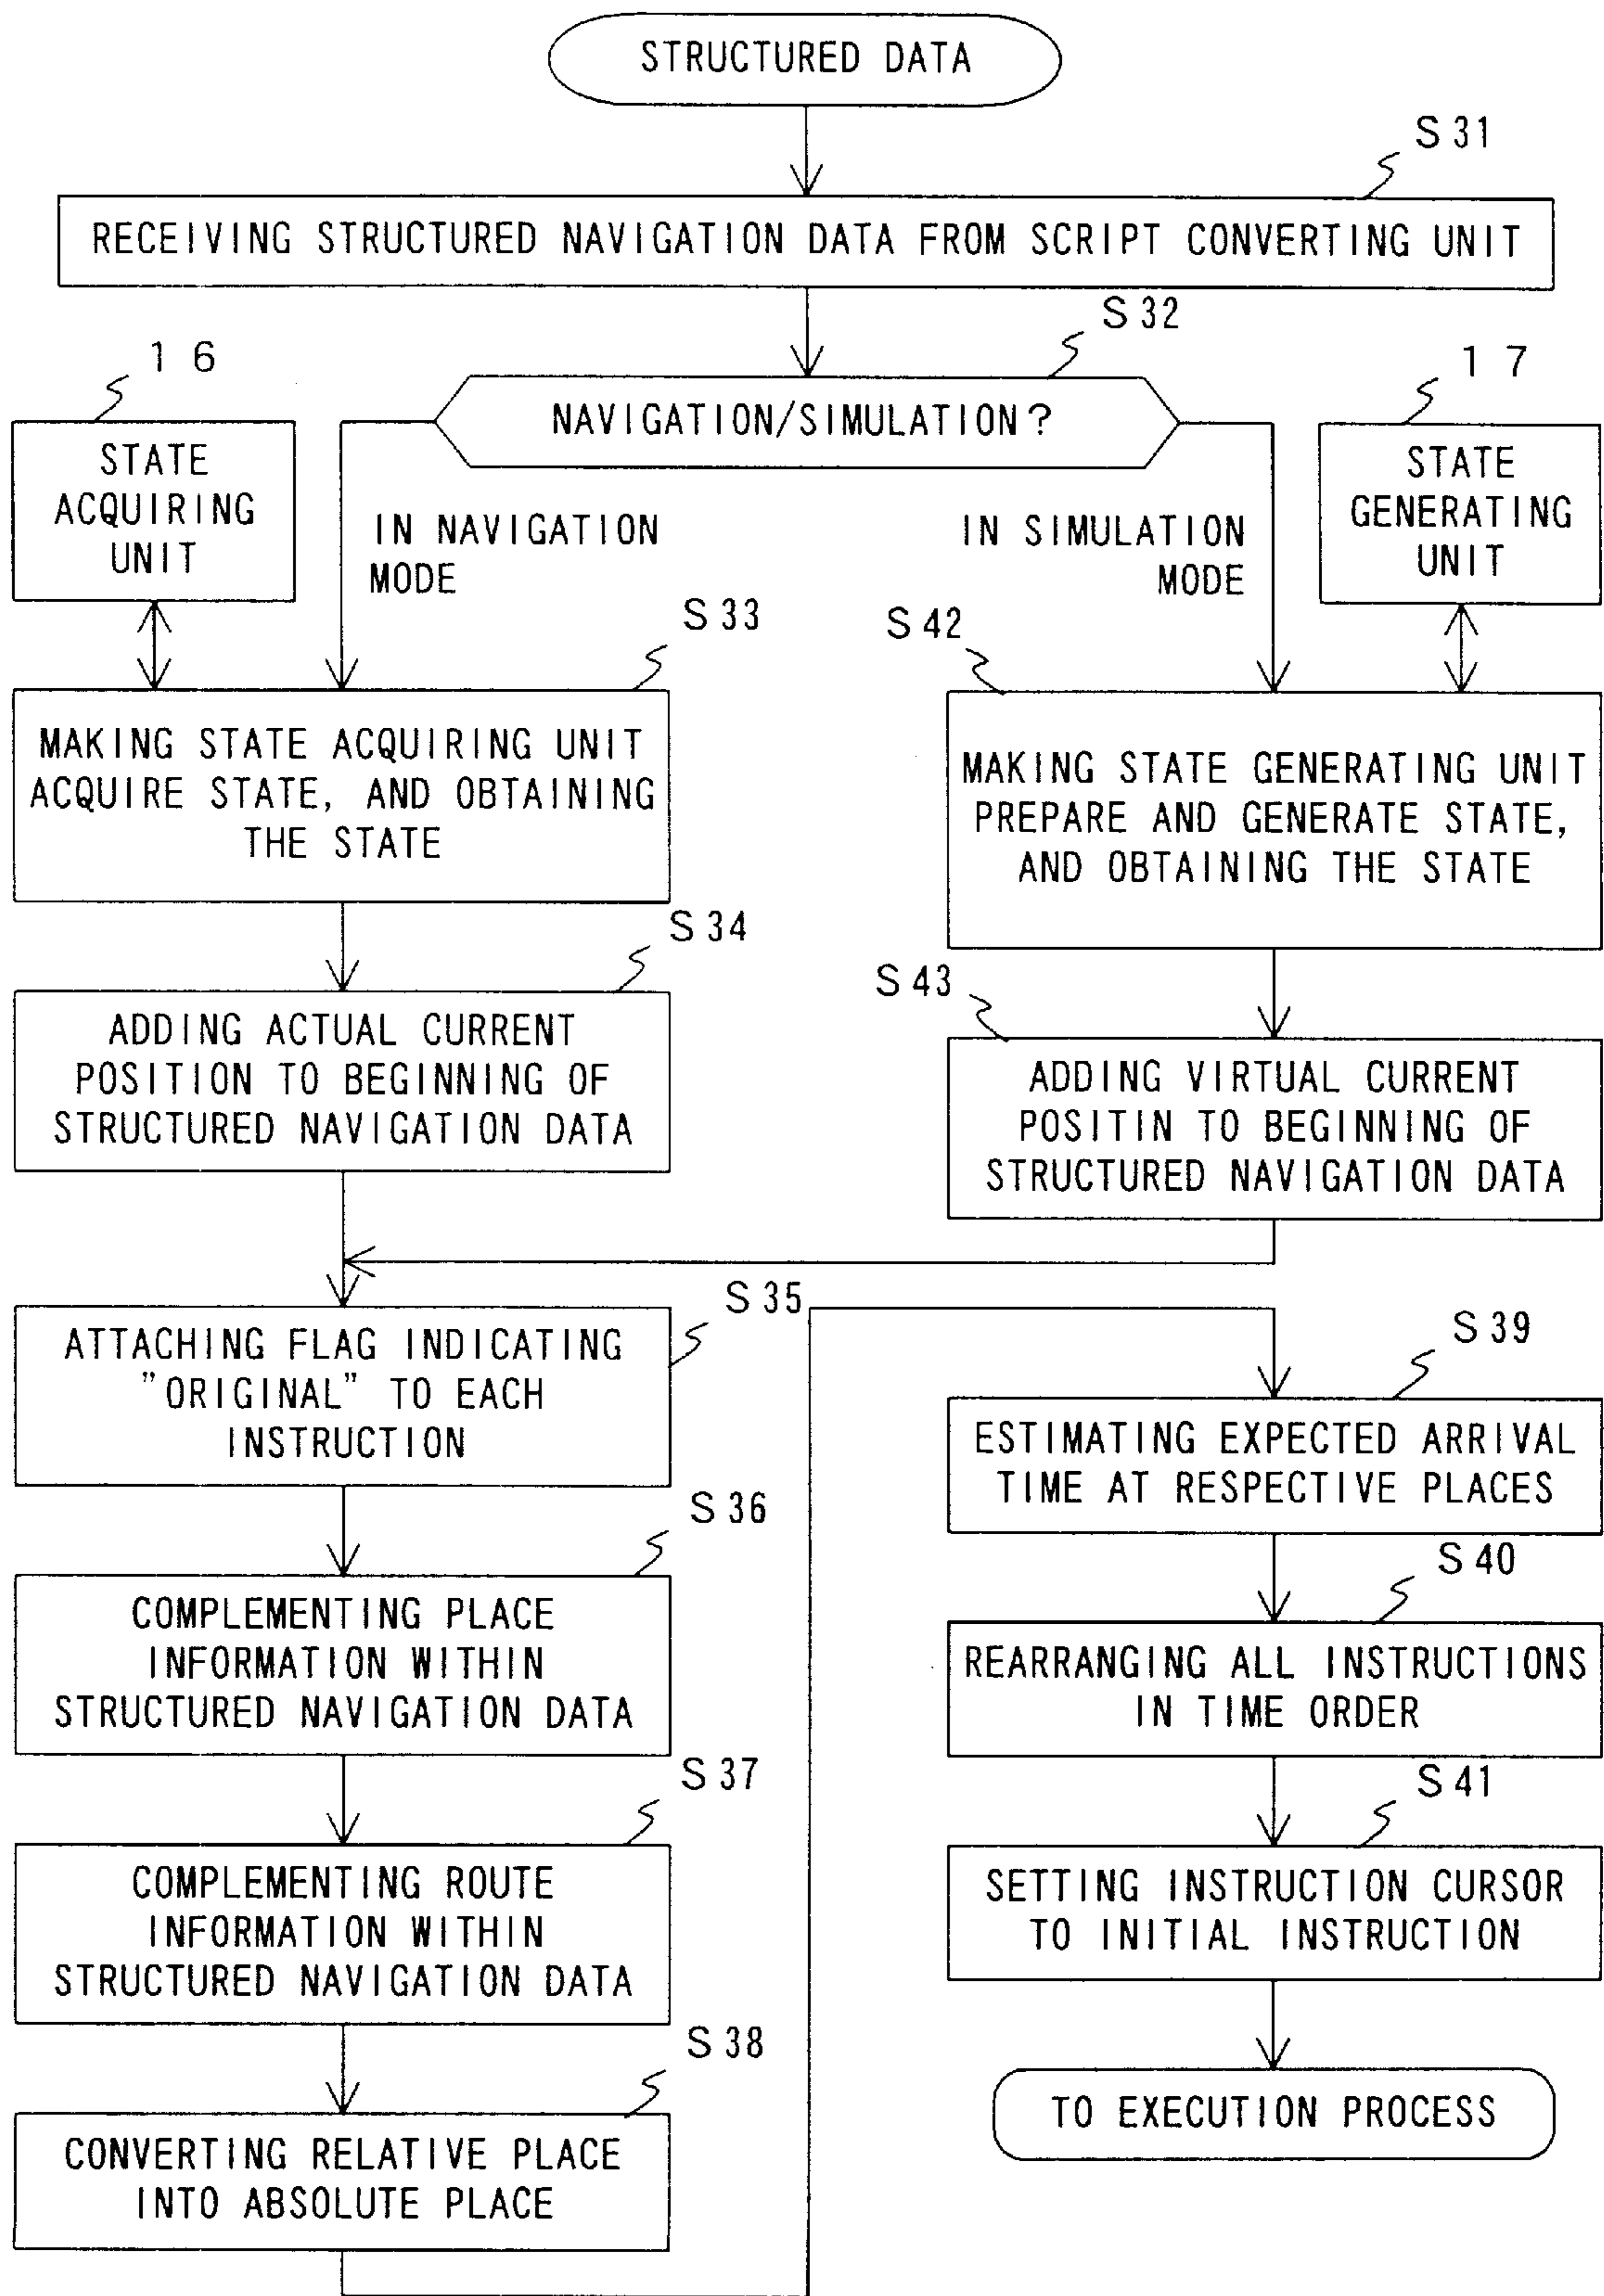 STRUCTURED DATA
S31
RECEIVING STRUCTURED NAVIGATION DATA FROM SCRIPT CONVERTING UNIT
S32
NAVIGATION/SIMULATION?
16
STATE
ACQUIRING
UNIT
17
STATE
GENERATING
UNIT
IN NAVIGATION
MODE
IN SIMULATION
MODE
S33
MAKING STATE ACQUIRING UNIT
ACQUIRE STATE, AND OBTAINING
THE STATE
S42
MAKING STATE GENERATING UNIT
PREPARE AND GENERATE STATE,
AND OBTAINING THE STATE
S34
ADDING ACTUAL CURRENT
POSITION TO BEGINNING OF
STRUCTURED NAVIGATION DATA
S43
ADDING VIRTUAL CURRENT
POSITIN TO BEGINNING OF
STRUCTURED NAVIGATION DATA
S35
ATTACHING FLAG INDICATING
"ORIGINAL" TO EACH
INSTRUCTION
S36
COMPLEMENTING PLACE
INFORMATION WITHIN
STRUCTURED NAVIGATION DATA
S37
COMPLEMENTING ROUTE
INFORMATION WITHIN
STRUCTURED NAVIGATION DATA
S38
CONVERTING RELATIVE PLACE
INTO ABSOLUTE PLACE
S39
ESTIMATING EXPECTED ARRIVAL
TIME AT RESPECTIVE PLACES
S40
REARRANGING ALL INSTRUCTIONS
IN TIME ORDER
S41
SETTING INSTRUCTION CURSOR
TO INITIAL INSTRUCTION
TO EXECUTION PROCESS